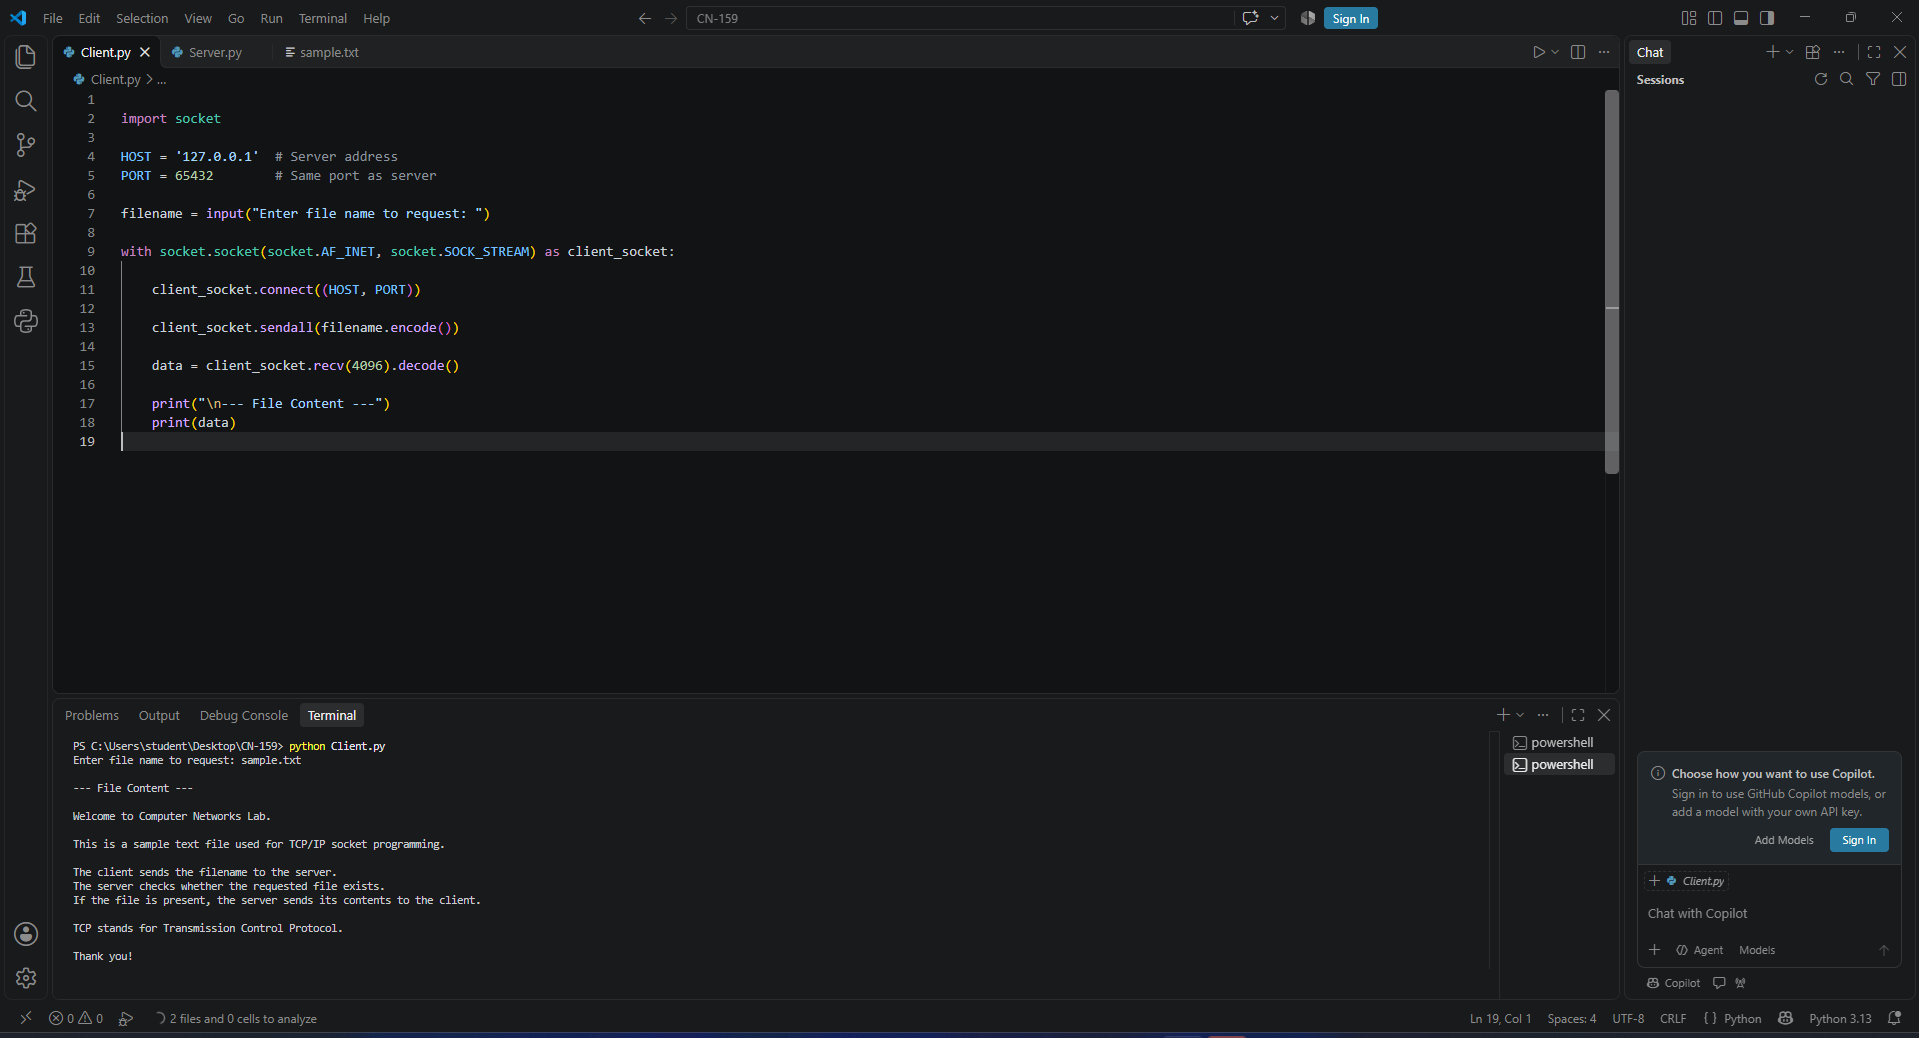 File Edit Selection View Go Run Terminal Help
CN-159
Sign In
Client.py Server.py sample.txt
Client.py > ...
1
2 import socket
3
4 HOST = '127.0.0.1'  # Server address
5 PORT = 65432        # Same port as server
6
7 filename = input("Enter file name to request: ")
8
9 with socket.socket(socket.AF_INET, socket.SOCK_STREAM) as client_socket:
10
11     client_socket.connect((HOST, PORT))
12
13     client_socket.sendall(filename.encode())
14
15     data = client_socket.recv(4096).decode()
16
17     print("\n--- File Content ---")
18     print(data)
19
Problems Output Debug Console Terminal
PS C:\Users\student\Desktop\CN-159> python Client.py
Enter file name to request: sample.txt
--- File Content ---
Welcome to Computer Networks Lab.
This is a sample text file used for TCP/IP socket programming.
The client sends the filename to the server.
The server checks whether the requested file exists.
If the file is present, the server sends its contents to the client.
TCP stands for Transmission Control Protocol.
Thank you!
powershell
powershell
Chat
Sessions
Choose how you want to use Copilot.
Sign in to use GitHub Copilot models, or
add a model with your own API key.
Add Models Sign In
Client.py
Chat with Copilot
Agent Models
Copilot
0 0 2 files and 0 cells to analyze
Ln 19, Col 1 Spaces: 4 UTF-8 CRLF { } Python Python 3.13